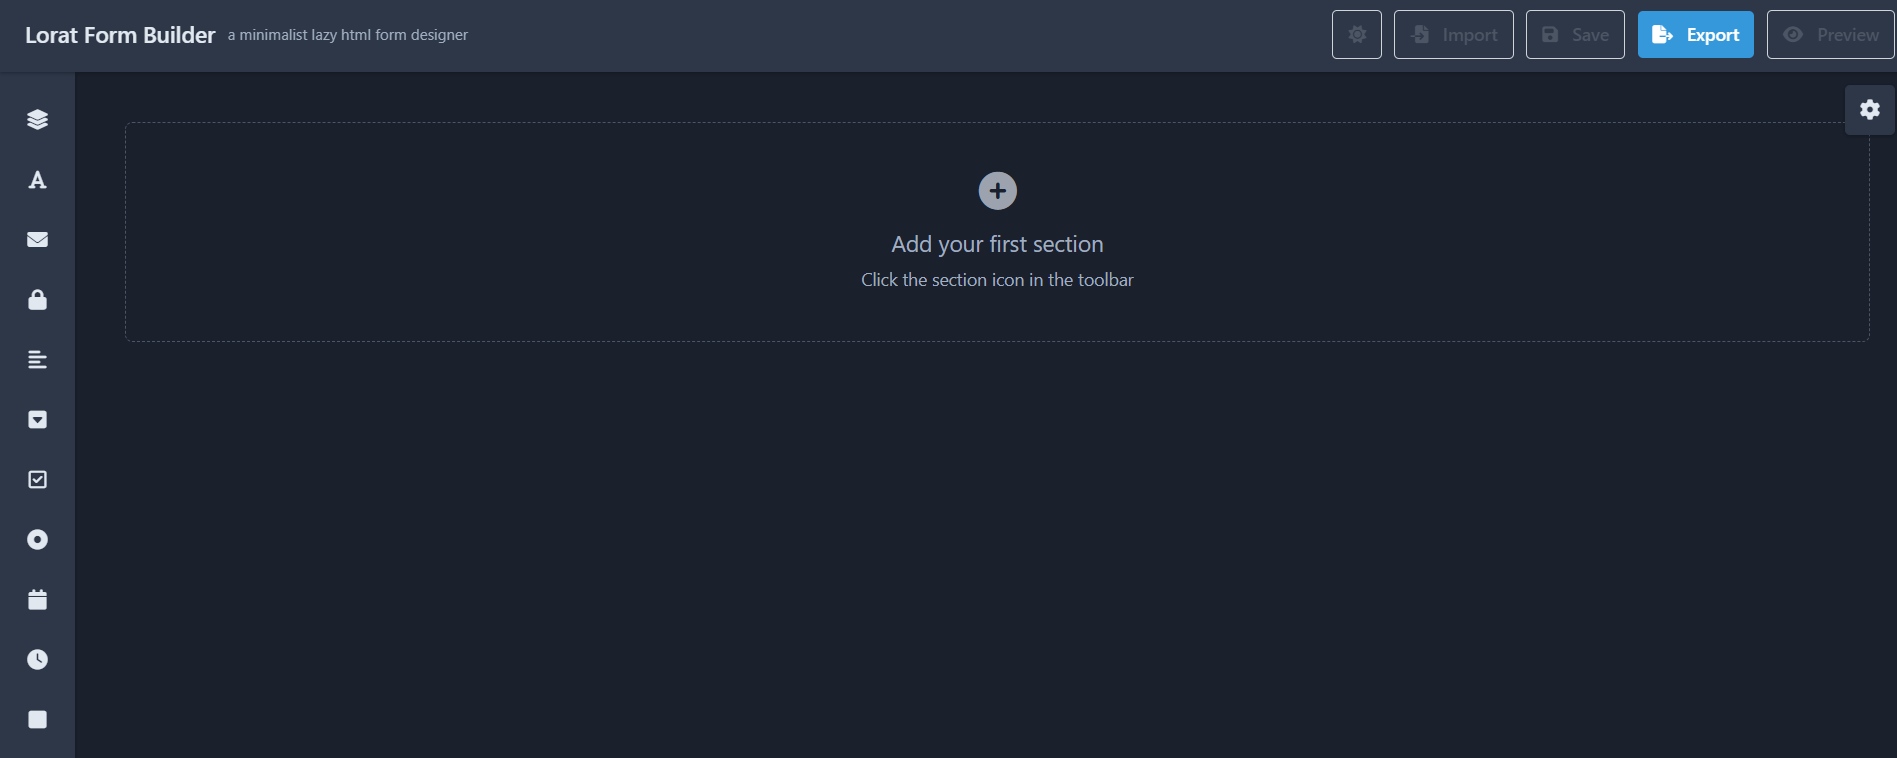 Lorat Form Builder a minimalist lazy html form designer
Import Save Export Preview
Add your first section
Click the section icon in the toolbar